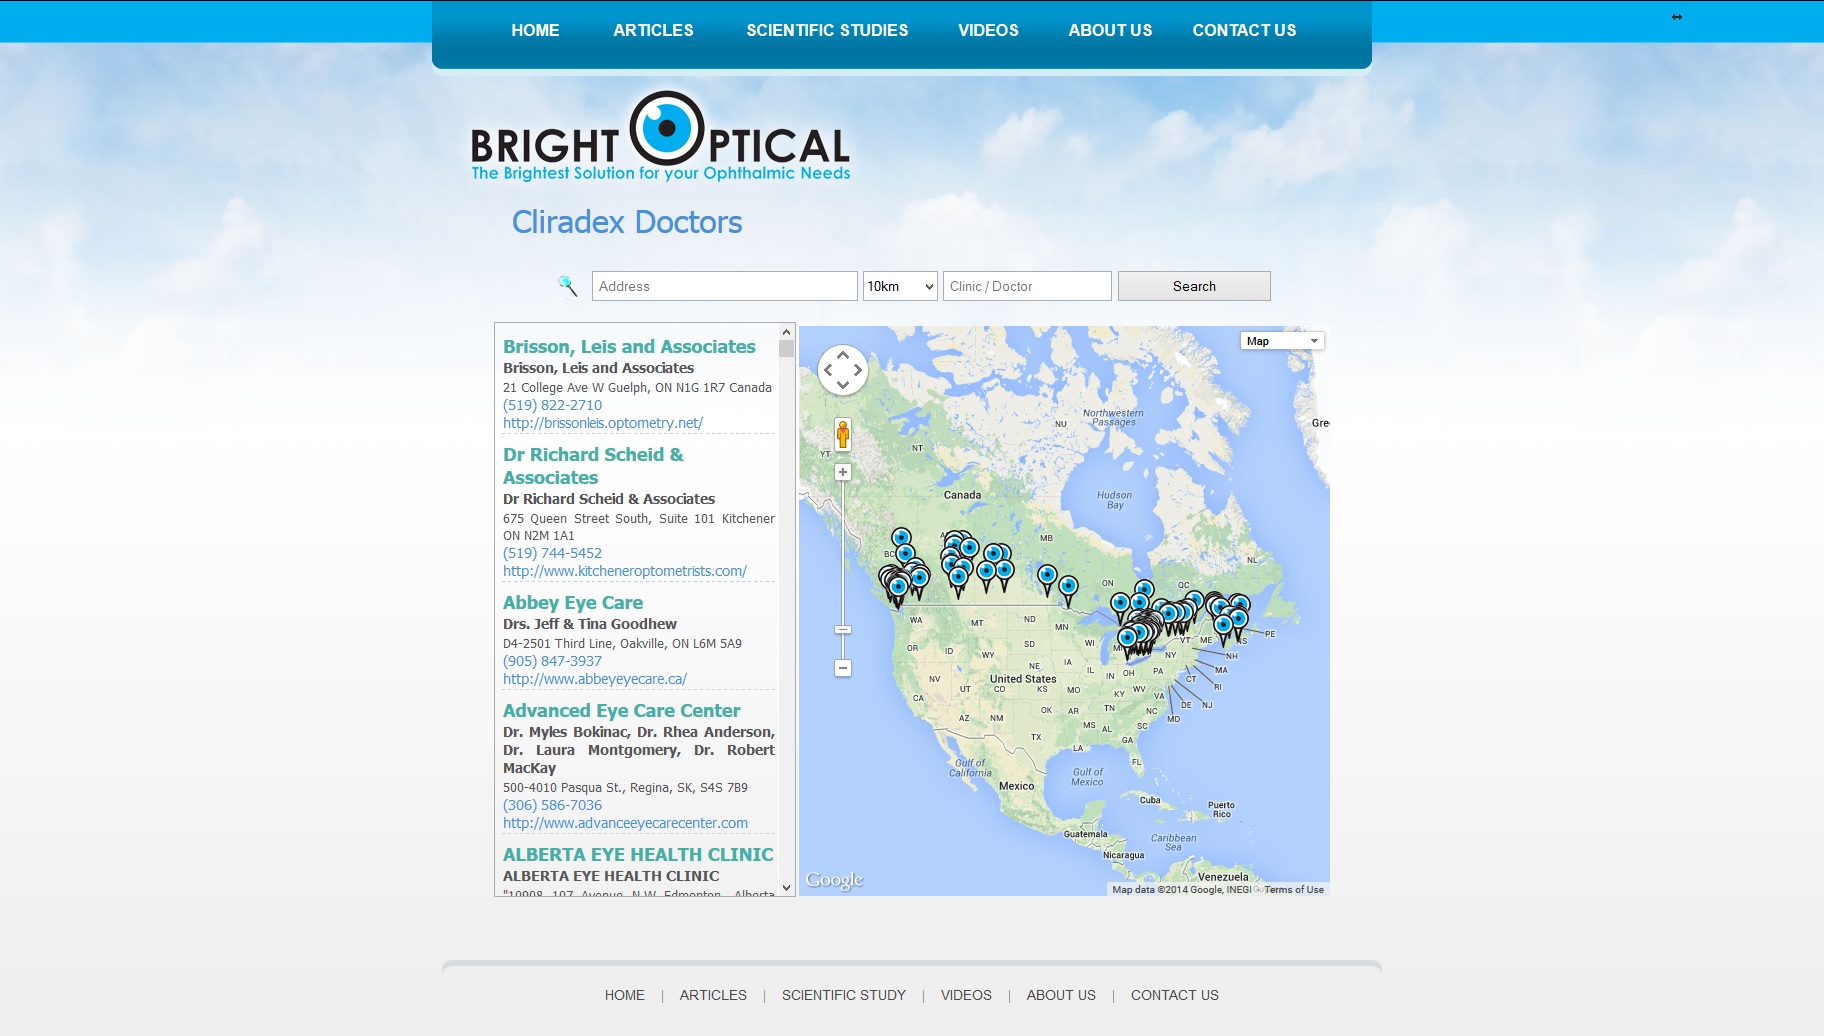 HOME ARTICLES SCIENTIFIC STUDIES VIDEOS ABOUT US CONTACT US
BRIGHT OPTICAL
The Brightest Solution for your Ophthalmic Needs
Cliradex Doctors
Address 10km Clinic / Doctor Search
Brisson, Leis and Associates
Brisson, Leis and Associates
21 College Ave W Guelph, ON N1G 1R7 Canada
(519) 822-2710
http://brissonleis.optometry.net/
Dr Richard Scheid &
Associates
Dr Richard Scheid & Associates
675 Queen Street South, Suite 101 Kitchener
ON N2M 1A1
(519) 744-5452
http://www.kitcheneroptometrists.com/
Abbey Eye Care
Drs. Jeff & Tina Goodhew
D4-2501 Third Line, Oakville, ON L6M 5A9
(905) 847-3937
http://www.abbeyeyecare.ca/
Advanced Eye Care Center
Dr. Myles Bokinac, Dr. Rhea Anderson,
Dr. Laura Montgomery, Dr. Robert
MacKay
500-4010 Pasqua St., Regina, SK, S4S 7B9
(306) 586-7036
http://www.advanceeyecarecenter.com
ALBERTA EYE HEALTH CLINIC
ALBERTA EYE HEALTH CLINIC
"10908 107 Avenue N.W Edmonton, Alberta
Map
Northwestern
Passages
Gre
NU
NT
YT
Canada
Hudson
Bay
MB
BC
NL
ON
QC
WA
MT
ND
MN
VT
ME
PE
OR
ID
SD
WI
NY
NH
WY
NE
IA
IL
IN
OH
PA
MA
NV
UT
United States
CO
KS
MO
KY
WV
VA
CT
RI
DE
NJ
MD
CA
AZ
NM
OK
AR
TN
NC
MS
AL
SC
TX
LA
GA
FL
Gulf of
California
Gulf of
Mexico
Mexico
Cuba
Puerto
Rico
Guatemala
Caribbean
Sea
Nicaragua
Venezuela
Google
Map data ©2014 Google, INEGI Terms of Use
HOME | ARTICLES | SCIENTIFIC STUDY | VIDEOS | ABOUT US | CONTACT US